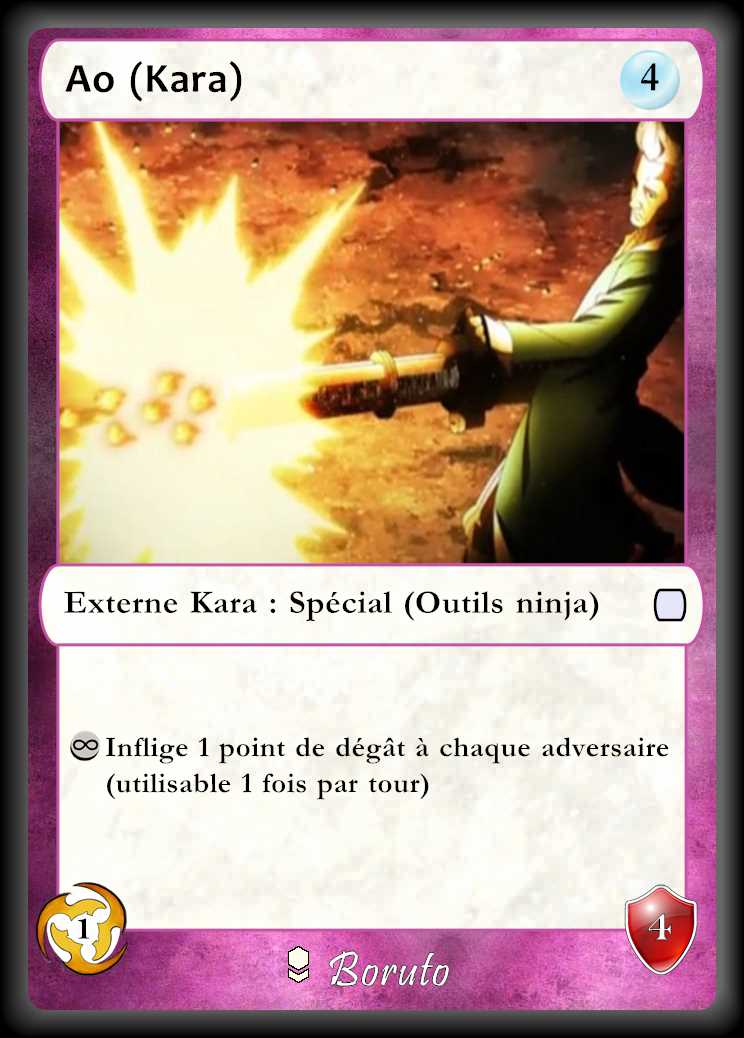 Ao (Kara)
4
Externe Kara : Spécial (Outils ninja)
∞ Inflige 1 point de dégât à chaque adversaire
(utilisable 1 fois par tour)
1
4
Boruto